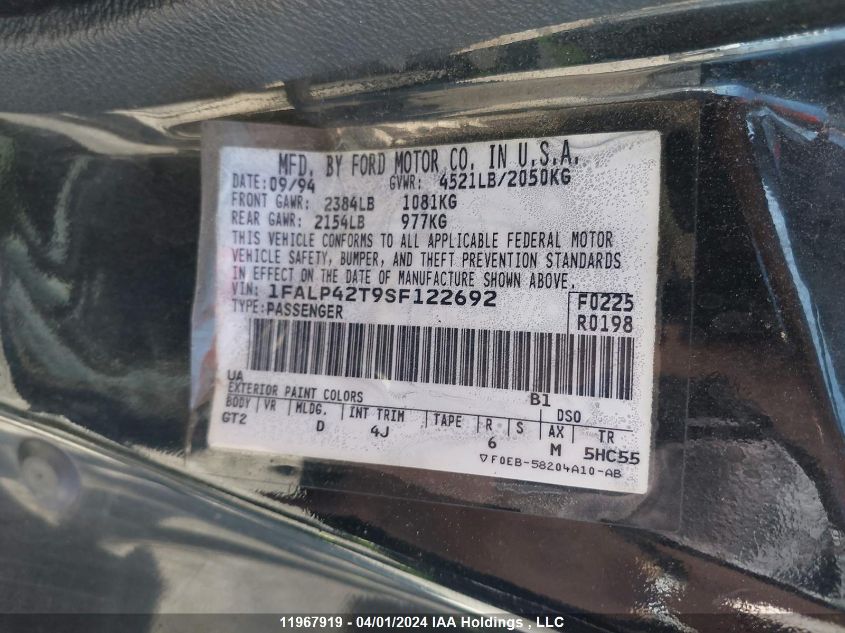 MFD. BY FORD MOTOR CO. IN U.S.A.
DATE: 09/94 GVWR: 4521LB/2050KG
FRONT GAWR: 2384LB 1081KG
REAR GAWR: 2154LB 977KG
THIS VEHICLE CONFORMS TO ALL APPLICABLE FEDERAL MOTOR
VEHICLE SAFETY, BUMPER, AND THEFT PREVENTION STANDARDS
IN EFFECT ON THE DATE OF MANUFACTURE SHOWN ABOVE.
VIN: 1FALP42T9SF122692 F0225
TYPE: PASSENGER R0198
UA B1
EXTERIOR PAINT COLORS DSO
BODY VR MLDG. INT TRIM TAPE R S AX TR
GT2 D 4J 6 M 5HC55
▽F0EB-58204A10-AB
11967919 - 04/01/2024 IAA Holdings , LLC